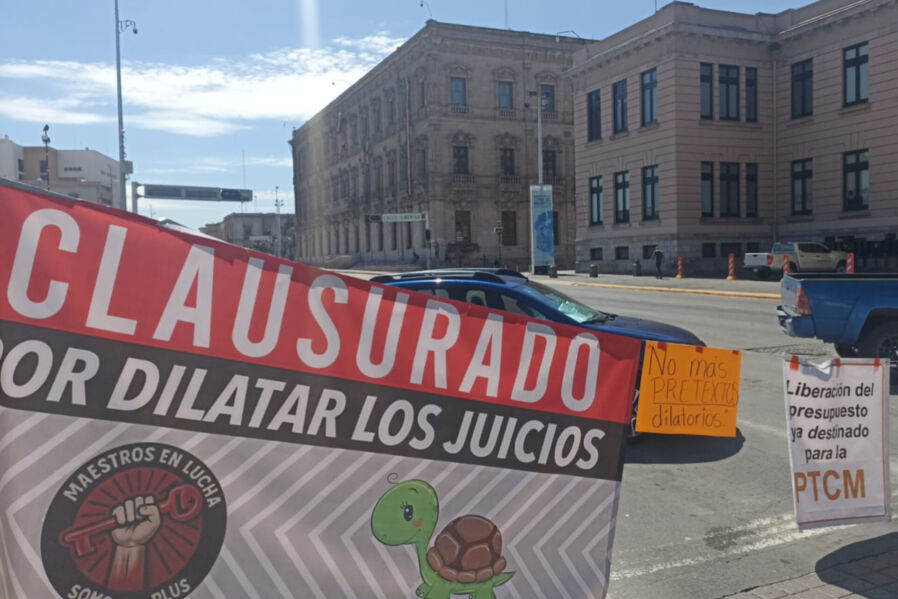 CLAUSURADO
POR DILATAR LOS JUICIOS
MAESTROS EN LUCHA
PLUS
No mas
PRETEXTOS
dilatorios.
Liberación del
presupuesto
ya destinado
para la
PTCM